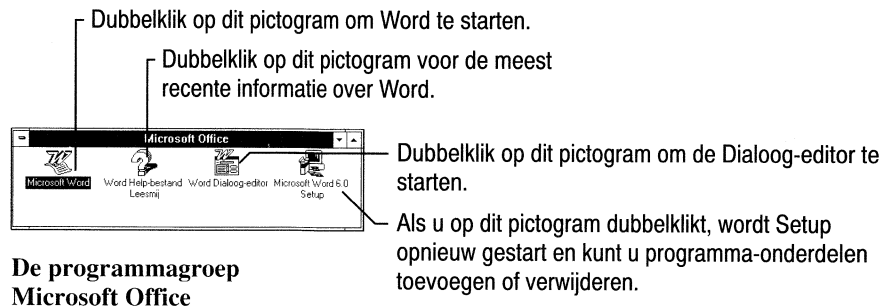 Dubbelklik op dit pictogram om Word te starten.
Dubbelklik op dit pictogram voor de meest
recente informatie over Word.
Microsoft Office
Microsoft Word
Word Help-bestand
Leesmij
Word Dialoog-editor
Microsoft Word 6.0
Setup
Dubbelklik op dit pictogram om de Dialoog-editor te
starten.
Als u op dit pictogram dubbelklikt, wordt Setup
opnieuw gestart en kunt u programma-onderdelen
toevoegen of verwijderen.
De programmagroep
Microsoft Office